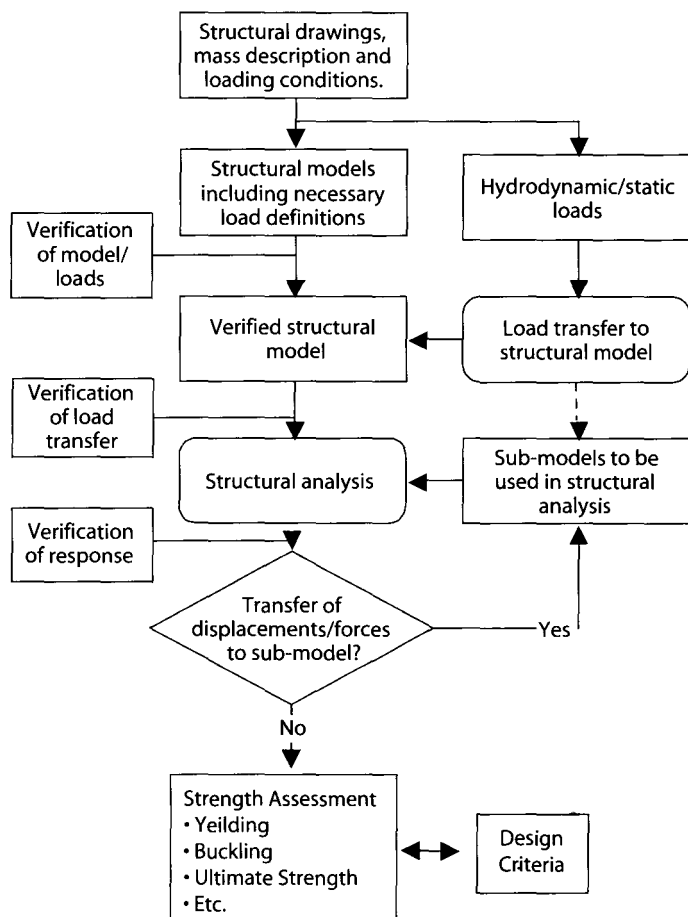 Structural drawings,
mass description and
loading conditions.
Structural models
including necessary
load definitions
Hydrodynamic/static
loads
Verification
of model/
loads
Verified structural
model
Load transfer to
structural model
Verification
of load
transfer
Structural analysis
Sub-models to be
used in structural
analysis
Verification
of response
Transfer of
displacements/forces
to sub-model?
Yes
No
Strength Assessment
• Yeilding
• Buckling
• Ultimate Strength
• Etc.
Design
Criteria